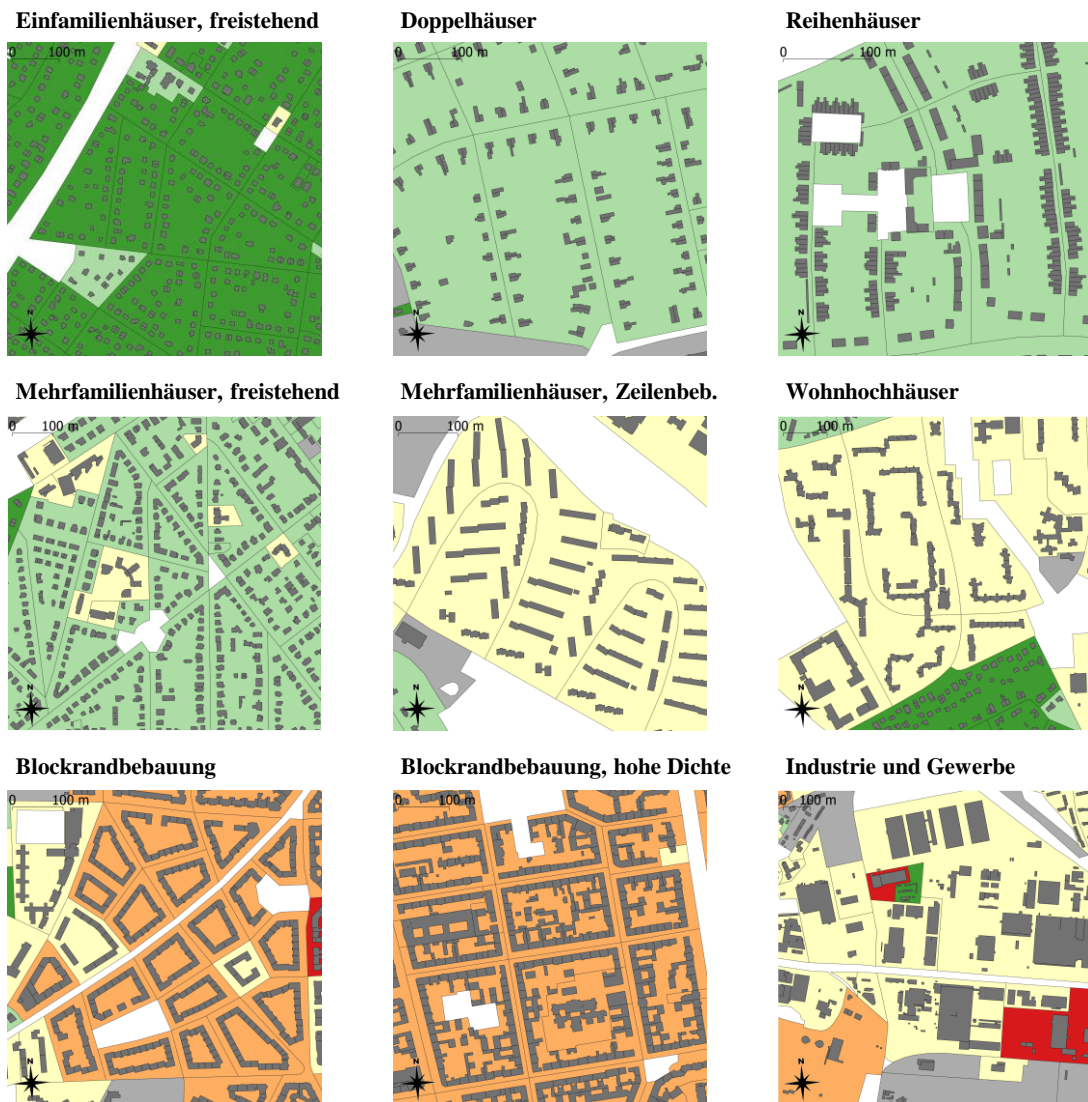 Einfamilienhäuser, freistehend
Doppelhäuser
Reihenhäuser
0 100 m
0 100 m
0 100 m
N
N
N
Mehrfamilienhäuser, freistehend
Mehrfamilienhäuser, Zeilenbeb.
Wohnhochhäuser
0 100 m
0 100 m
0 100 m
N
N
N
Blockrandbebauung
Blockrandbebauung, hohe Dichte
Industrie und Gewerbe
0 100 m
0 100 m
0 100 m
N
N
N